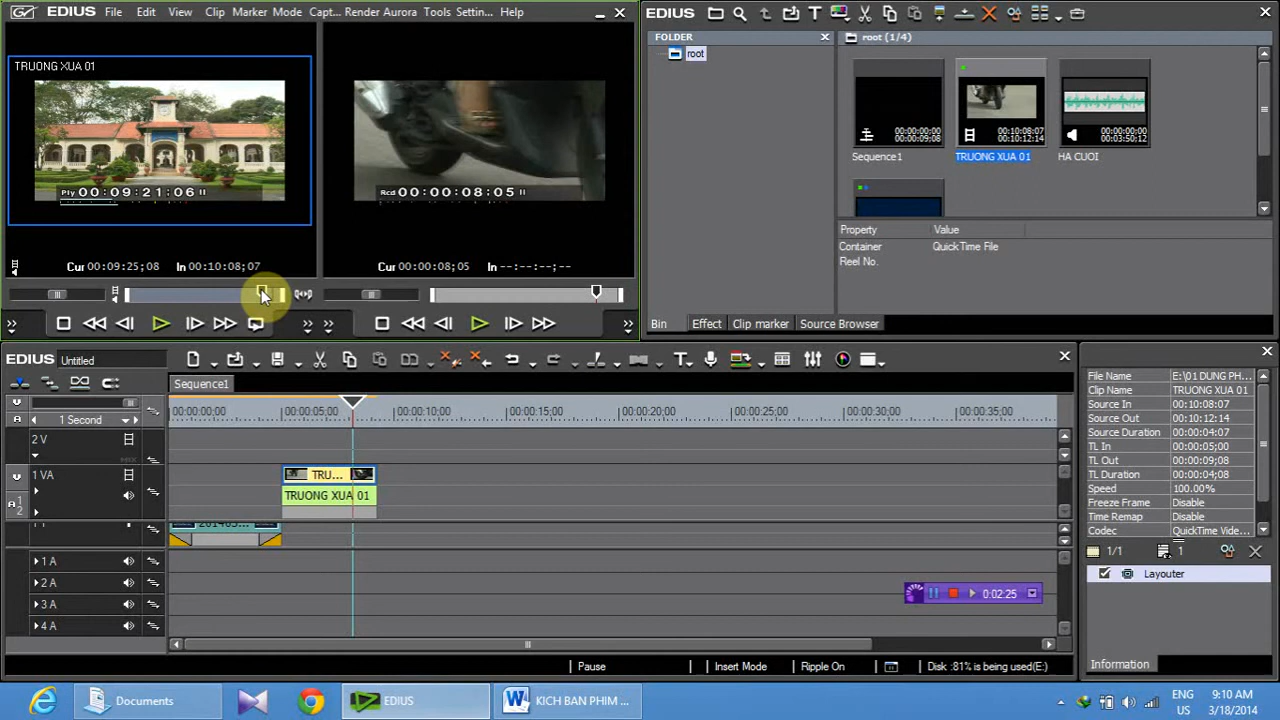 EDIUS File Edit View Clip Marker Mode Capt... Render Aurora Tools Settin... Help
TRUONG XUA 01
Ply 00:09:21:06
Rcd 00:00:08:05
Cur 00:09:25;08 In 00:10:08;07
Cur 00:00:08;05 In --:--:--;--
EDIUS
FOLDER
root
root (1/4)
00:00:00;00
00:00:09;06
Sequence1
00:10:08:07
00:10:12:14
TRUONG XUA 01
00:00:00;00
00:03:50;12
HA CUOI
Property Value
Container QuickTime File
Reel No.
Bin Effect Clip marker Source Browser
EDIUS Untitled
Sequence1
1 Second
00:00:00;00 00:00:05;00 00:00:10;00 00:00:15;00 00:00:20;00 00:00:25;00 00:00:30;00 00:00:35;00
2 V
1 VA
TRU...
TRUONG XUA 01
1 A
2 A
3 A
4 A
0:02:25
File Name E:\01 DUNG PH...
Clip Name TRUONG XUA 01
Source In 00:10:08:07
Source Out 00:10:12:14
Source Duration 00:00:04:07
TL In 00:00:05;00
TL Out 00:00:09;08
TL Duration 00:00:04;08
Speed 100.00%
Freeze Frame Disable
Time Remap Disable
Codec QuickTime Vide...
1/1 1
Layouter
Information
Pause Insert Mode Ripple On Disk :81% is being used(E:)
Documents EDIUS KICH BAN PHIM ...
ENG
US
9:10 AM
3/18/2014